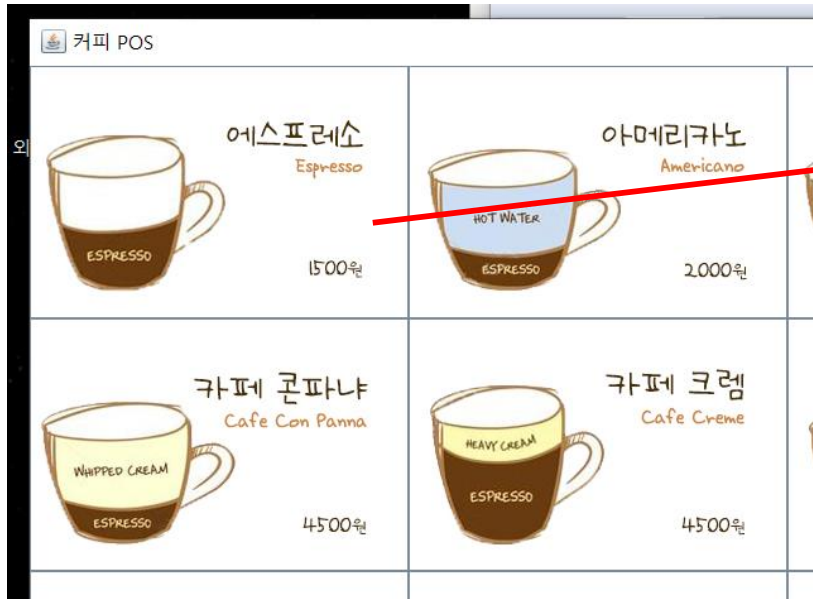 커피 POS
외
에스프레소
Espresso
ESPRESSO
1500원
아메리카노
Americano
HOT WATER
ESPRESSO
2000원
카페 콘파냐
Cafe Con Panna
WHIPPED CREAM
ESPRESSO
4500원
카페 크렘
Cafe Creme
HEAVY CREAM
ESPRESSO
4500원